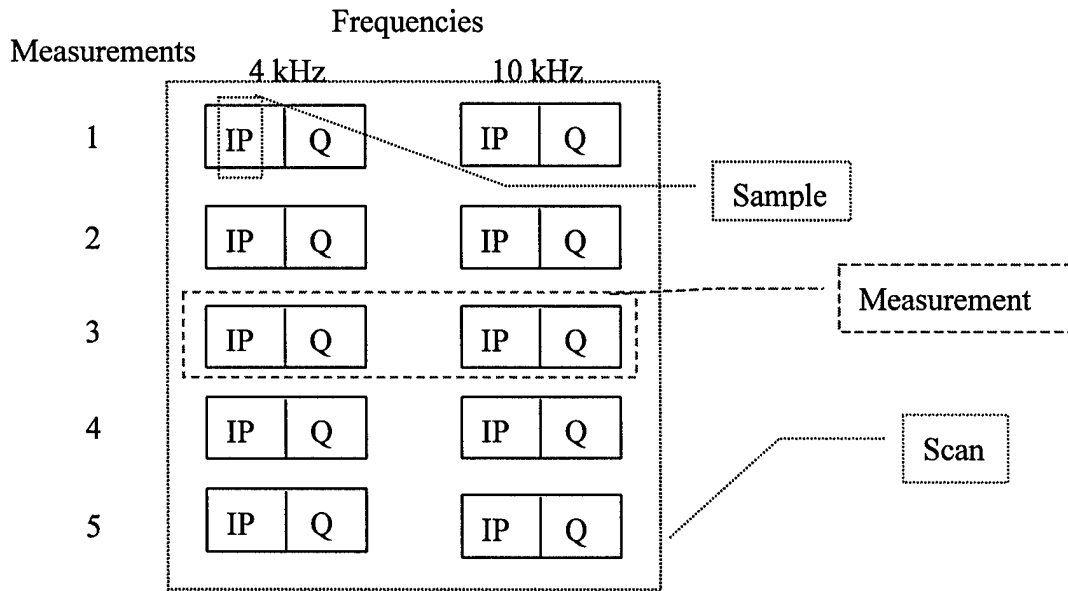 Frequencies
Measurements
4 kHz 10 kHz
1 IP Q IP Q
Sample
2 IP Q IP Q
Measurement
3 IP Q IP Q
4 IP Q IP Q
Scan
5 IP Q IP Q